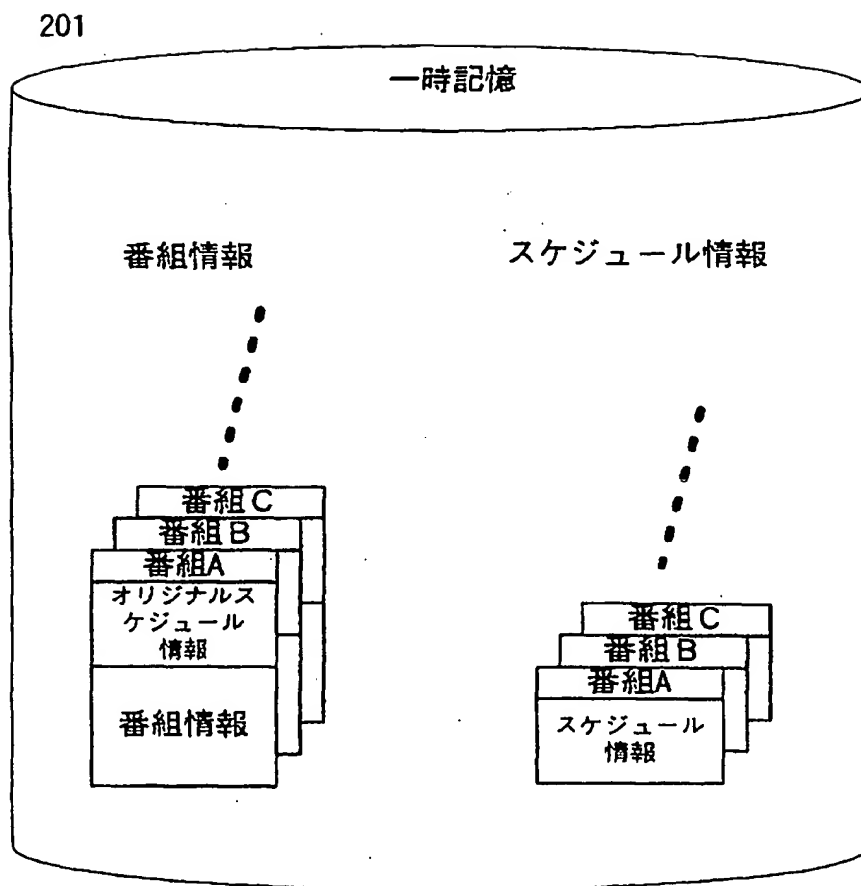 201
一時記憶
番組情報
スケジュール情報
番組C
番組B
番組A
オリジナルス
ケジュール
情報
番組情報
番組C
番組B
番組A
スケジュール
情報